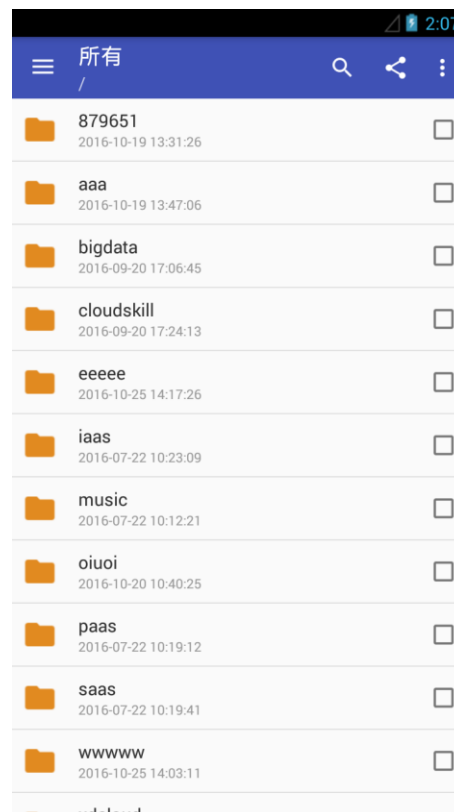 2:07
所有
/
879651
2016-10-19 13:31:26
aaa
2016-10-19 13:47:06
bigdata
2016-09-20 17:06:45
cloudskill
2016-09-20 17:24:13
eeeee
2016-10-25 14:17:26
iaas
2016-07-22 10:23:09
music
2016-07-22 10:12:21
oiuoi
2016-10-20 10:40:25
paas
2016-07-22 10:19:12
saas
2016-07-22 10:19:41
wwwww
2016-10-25 14:03:11